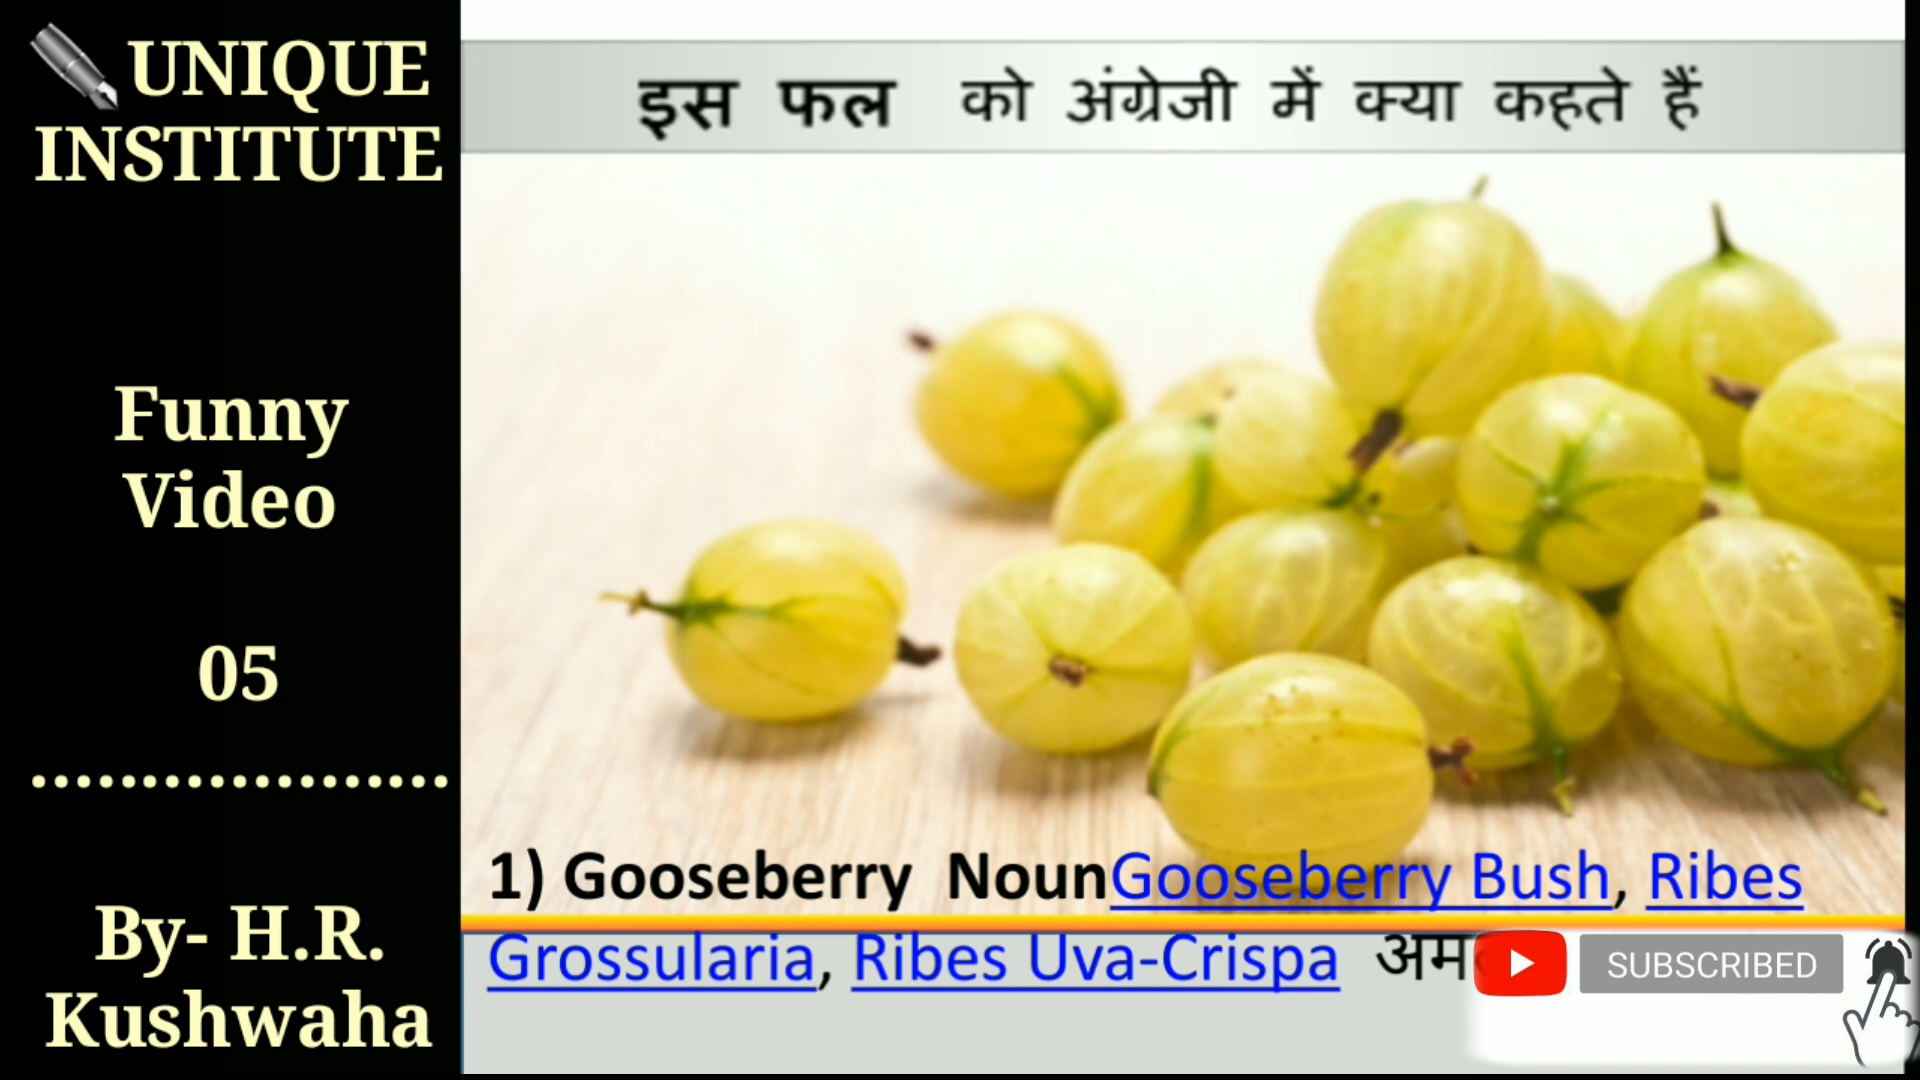 UNIQUE
INSTITUTE
Funny
Video
05
By- H.R.
Kushwaha
इस फल को अंग्रेजी में क्या कहते हैं
1) Gooseberry NounGooseberry Bush, Ribes
Grossularia, Ribes Uva-Crispa
SUBSCRIBED